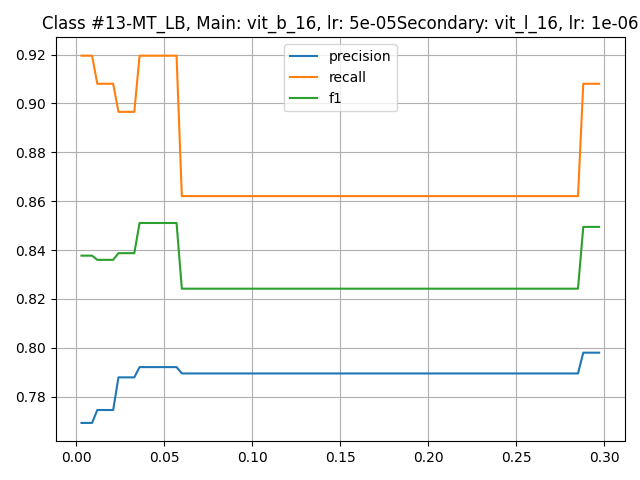 Class #13-MT_LB, Main: vit_b_16, lr: 5e-05Secondary: vit_l_16, lr: 1e-06
precision
recall
f1
0.92
0.90
0.88
0.86
0.84
0.82
0.80
0.78
0.00 0.05 0.10 0.15 0.20 0.25 0.30